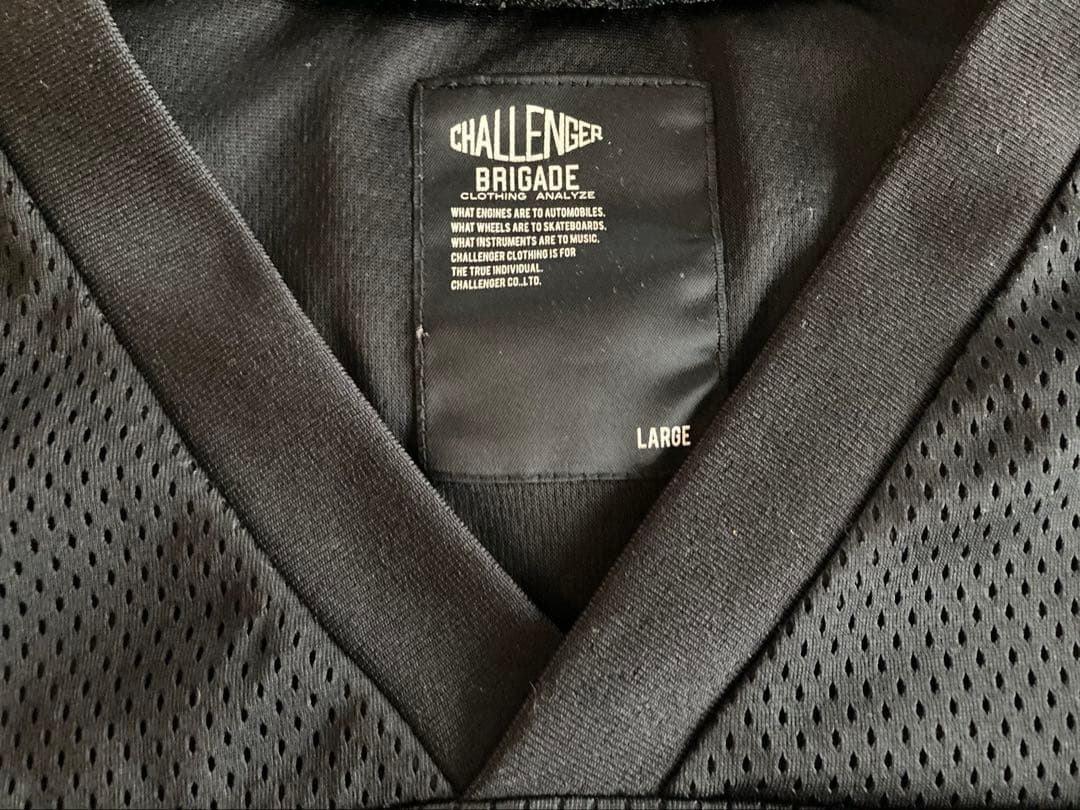 CHALLENGER
BRIGADE
CLOTHING ANALYZE
WHAT ENGINES ARE TO AUTOMOBILES.
WHAT WHEELS ARE TO SKATEBOARDS.
WHAT INSTRUMENTS ARE TO MUSIC.
CHALLENGER CLOTHING IS FOR
THE TRUE INDIVIDUAL.
CHALLENGER CO.,LTD.
LARGE